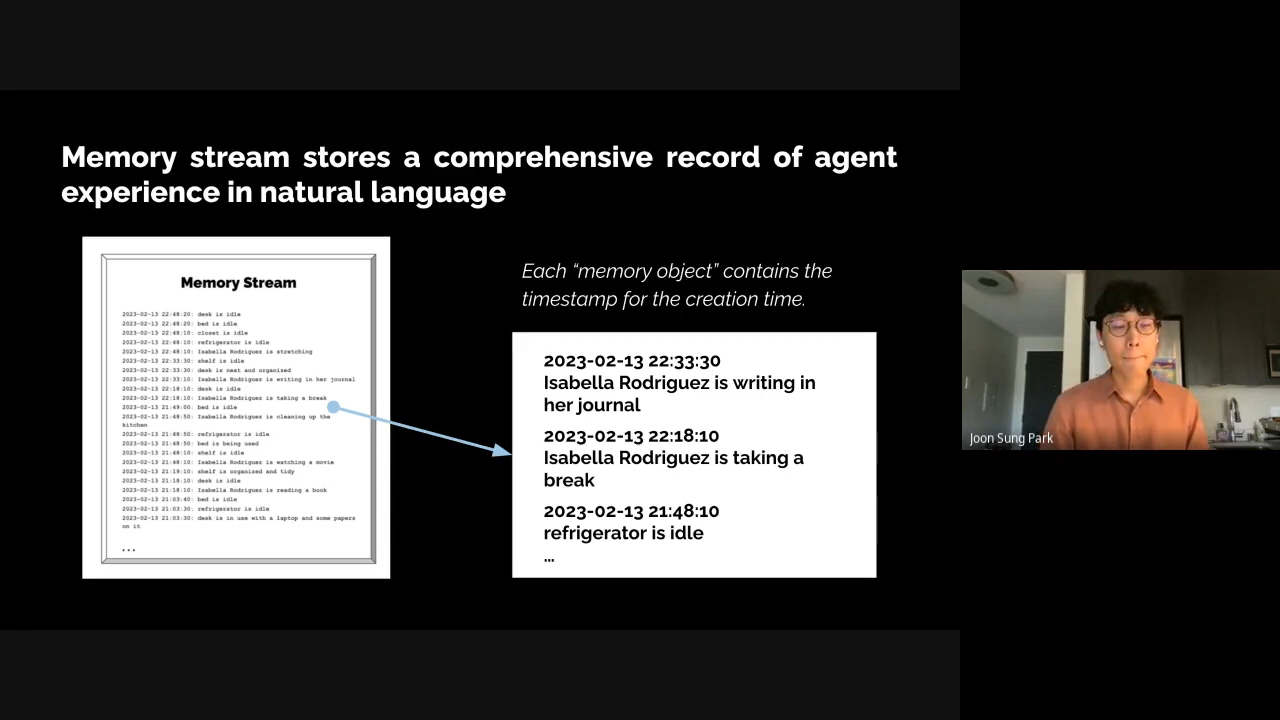 Memory stream stores a comprehensive record of agent
experience in natural language
Memory Stream
2023-02-13 22:48:20: desk is idle
2023-02-13 22:48:20: bed is idle
2023-02-13 22:48:10: closet is idle
2023-02-13 22:48:10: refrigerator is idle
2023-02-13 22:48:10: Isabella Rodriguez is stretching
2023-02-13 22:33:30: shelf is idle
2023-02-13 22:33:30: desk is neat and organized
2023-02-13 22:33:10: Isabella Rodriguez is writing in her journal
2023-02-13 22:18:10: desk is idle
2023-02-13 22:18:10: Isabella Rodriguez is taking a break
2023-02-13 21:49:00: bed is idle
2023-02-13 21:48:50: Isabella Rodriguez is cleaning up the
kitchen
2023-02-13 21:48:50: refrigerator is idle
2023-02-13 21:48:50: bed is being used
2023-02-13 21:48:10: shelf is idle
2023-02-13 21:48:10: Isabella Rodriguez is watching a movie
2023-02-13 21:19:10: shelf is organized and tidy
2023-02-13 21:18:10: desk is idle
2023-02-13 21:18:10: Isabella Rodriguez is reading a book
2023-02-13 21:03:40: bed is idle
2023-02-13 21:03:30: refrigerator is idle
2023-02-13 21:03:30: desk is in use with a laptop and some papers
on it
...
Each “memory object” contains the
timestamp for the creation time.
2023-02-13 22:33:30
Isabella Rodriguez is writing in
her journal
2023-02-13 22:18:10
Isabella Rodriguez is taking a
break
2023-02-13 21:48:10
refrigerator is idle
...
Joon Sung Park